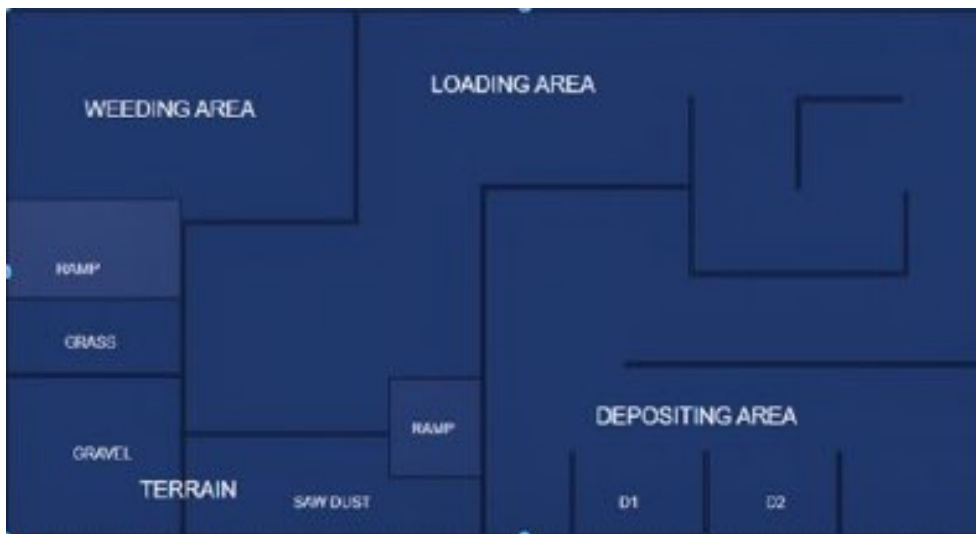 LOADING AREA
WEEDING AREA
RAMP
GRASS
DEPOSITING AREA
RAMP
GRAVEL
TERRAIN
SAW DUST
D1
D2